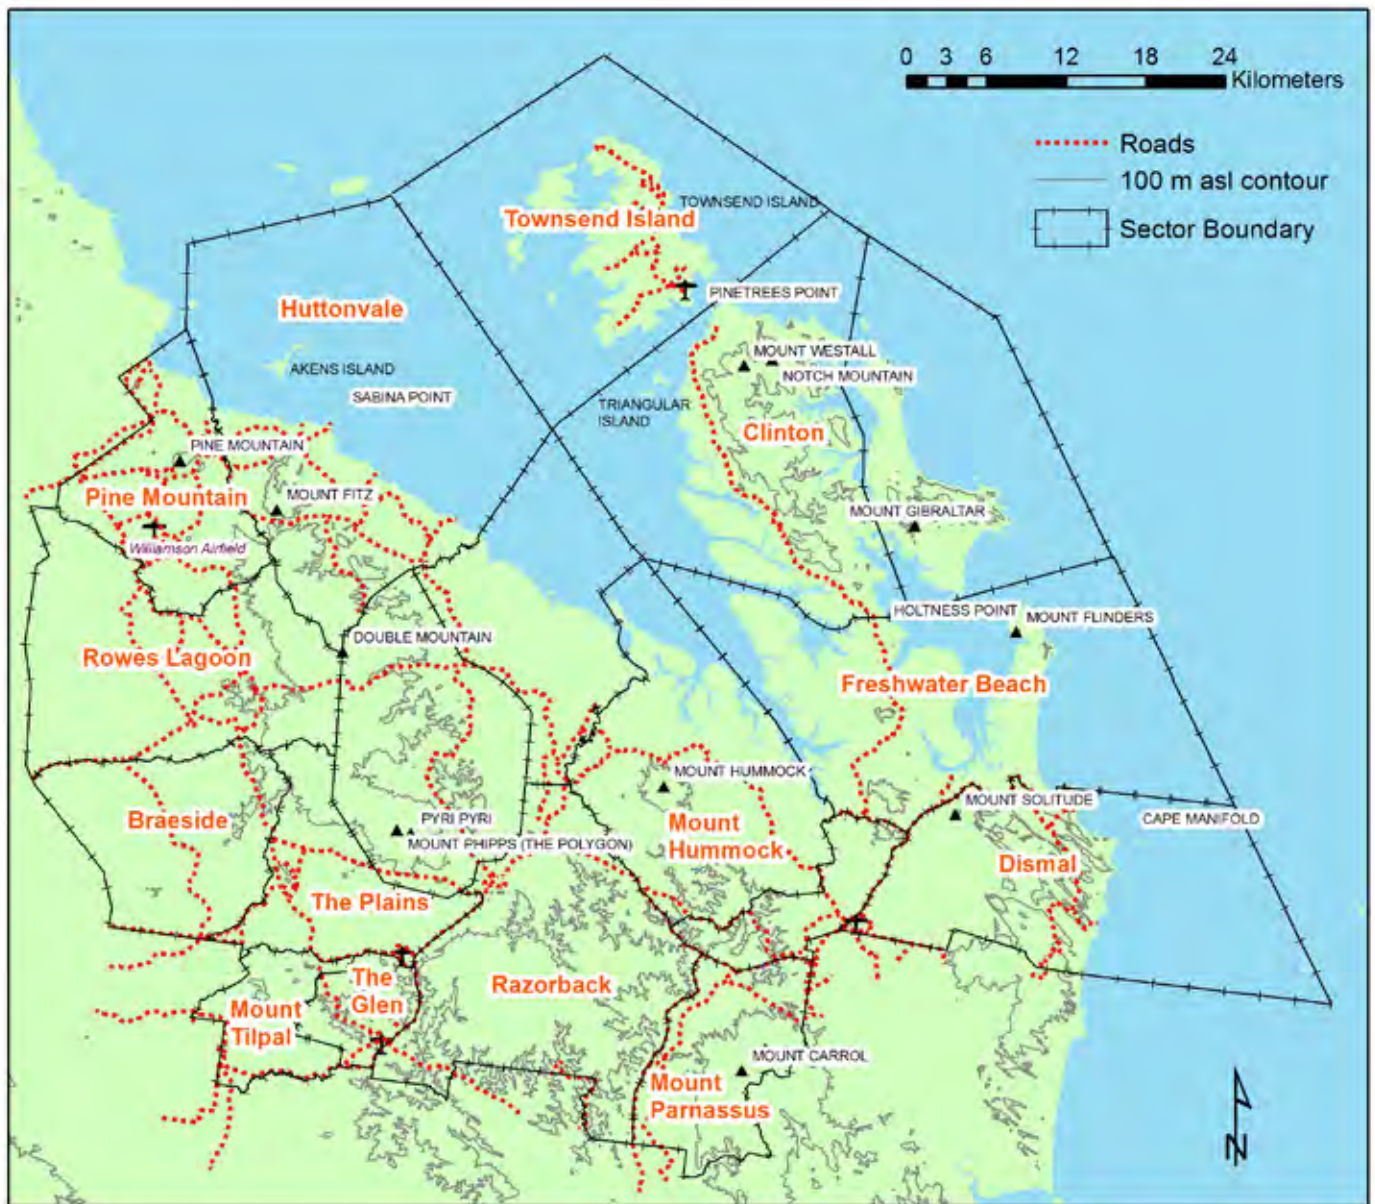 0 3 6 12 18 24
Kilometers
Roads
100 m asl contour
Sector Boundary
TOWNSEND ISLAND
Townsend Island
PINETREES POINT
Huttonvale
MOUNT WESTALL
AKENS ISLAND
NOTCH MOUNTAIN
SABINA POINT
TRIANGULAR
ISLAND
Clinton
PINE MOUNTAIN
Pine Mountain
MOUNT FITZ
MOUNT GIBRALTAR
Williamson Airfield
HOLTNESS POINT
MOUNT FLINDERS
DOUBLE MOUNTAIN
Rowes Lagoon
Freshwater Beach
MOUNT HUMMOCK
MOUNT SOLITUDE
Braeside
PYRI PYRI
Mount
Hummock
CAPE MANIFOLD
MOUNT PHIPPS (THE POLYGON)
Dismal
The Plains
The
Glen
Razorback
Mount
Tilpal
MOUNT CARROL
Mount
Parnassus
N